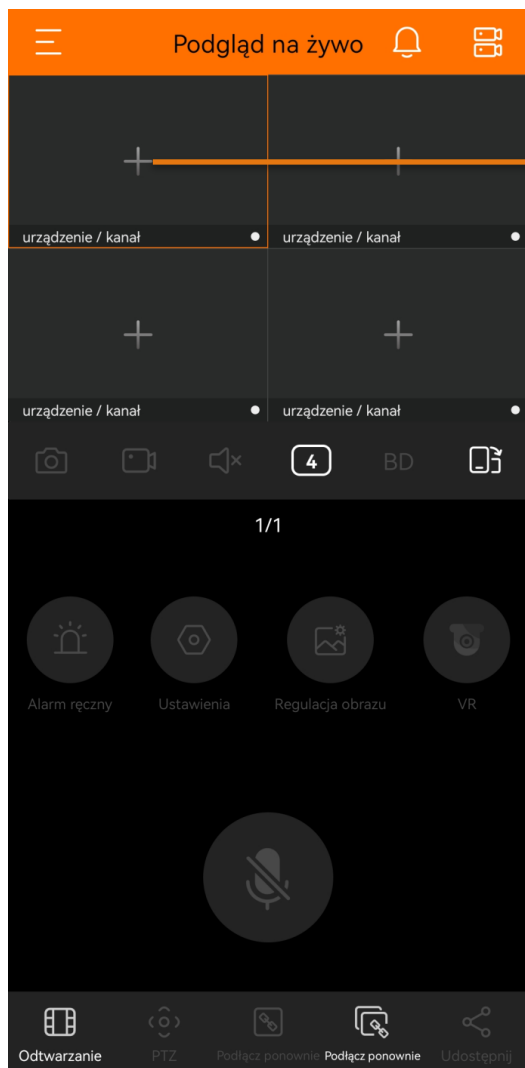 Podgląd na żywo
urządzenie / kanał urządzenie / kanał
urządzenie / kanał urządzenie / kanał
4 BD
1/1
Alarm ręczny Ustawienia Regulacja obrazu VR
Odtwarzanie PTZ Podłącz ponownie Podłącz ponownie Udostępnij